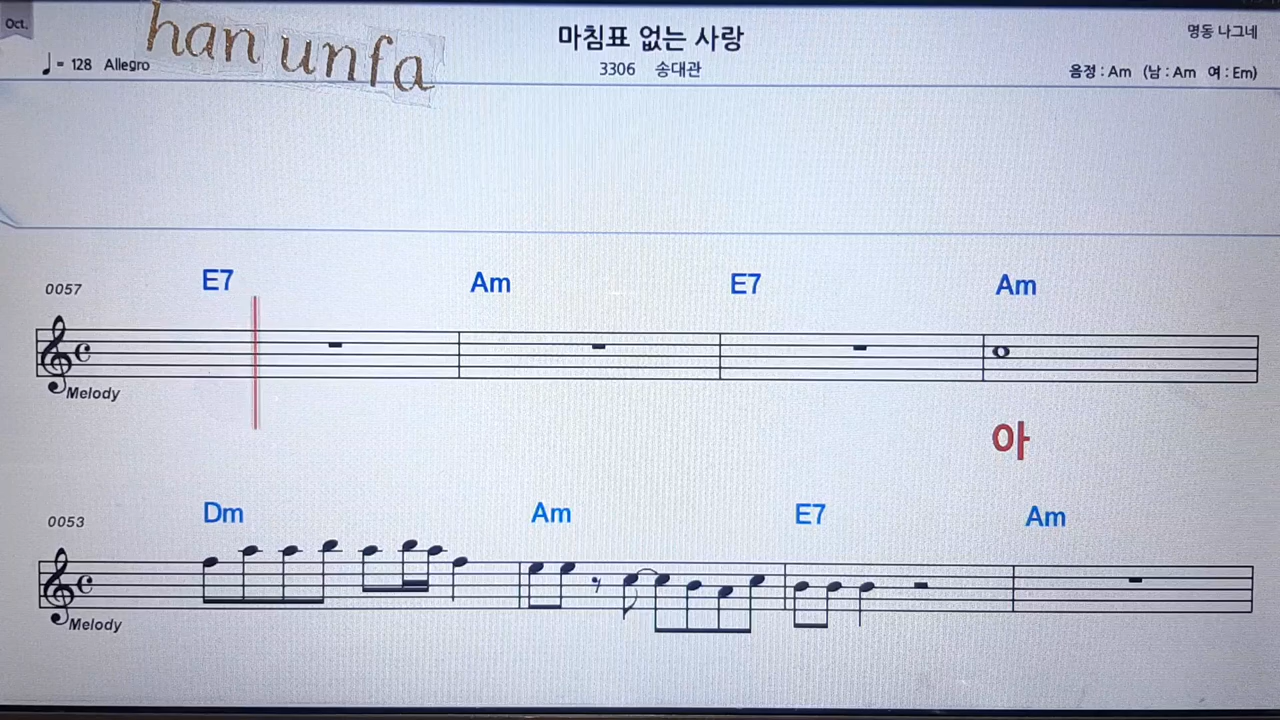 Oct.
han unfa
마침표 없는 사랑
명동 나그네
♩ = 128 Allegro
3306 송대관
음정 : Am (남 : Am 여 : Em)
E7 Am E7 Am
0057
Melody
아
Dm Am E7 Am
0053
Melody